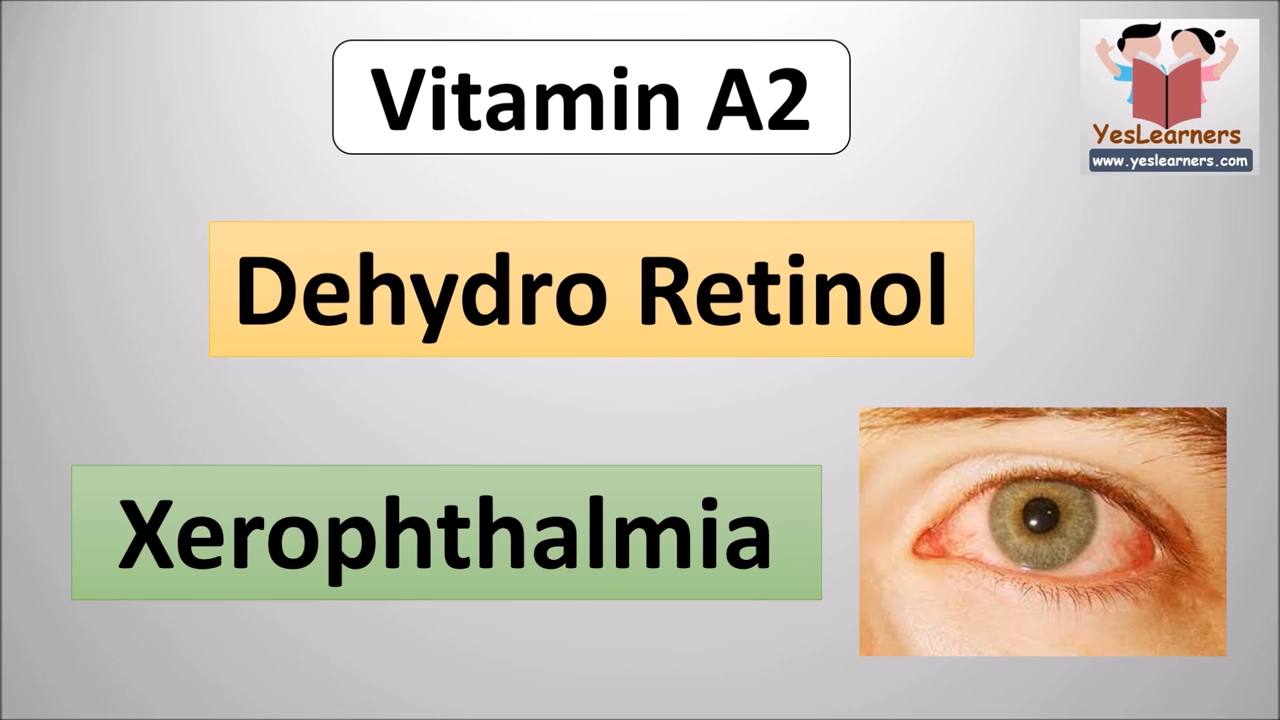 Vitamin A2
YesLearners
www.yeslearners.com
Dehydro Retinol
Xerophthalmia